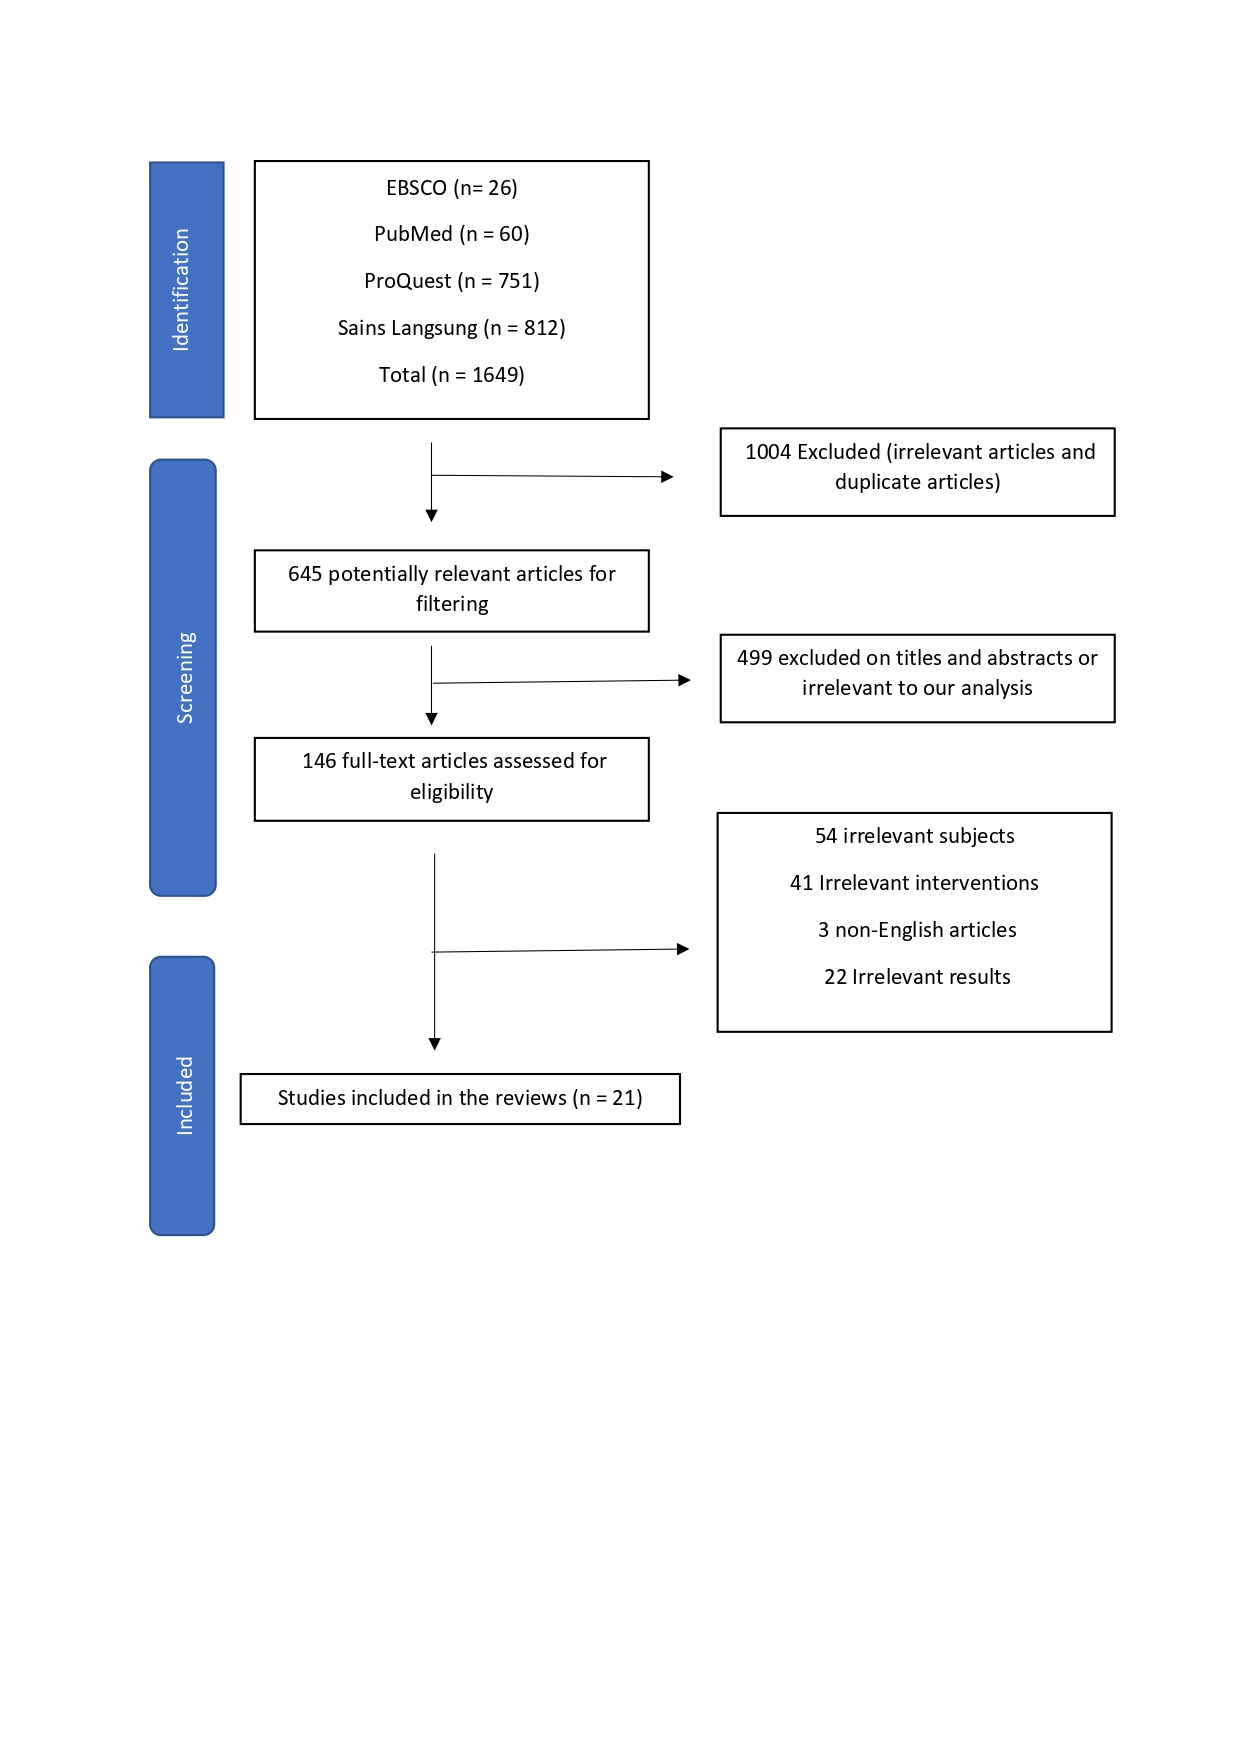 Identification
EBSCO (n= 26)
PubMed (n = 60)
ProQuest (n = 751)
Sains Langsung (n = 812)
Total (n = 1649)
1004 Excluded (irrelevant articles and
duplicate articles)
Screening
645 potentially relevant articles for
filtering
499 excluded on titles and abstracts or
irrelevant to our analysis
146 full-text articles assessed for
eligibility
54 irrelevant subjects
41 Irrelevant interventions
3 non-English articles
22 Irrelevant results
Included
Studies included in the reviews (n = 21)